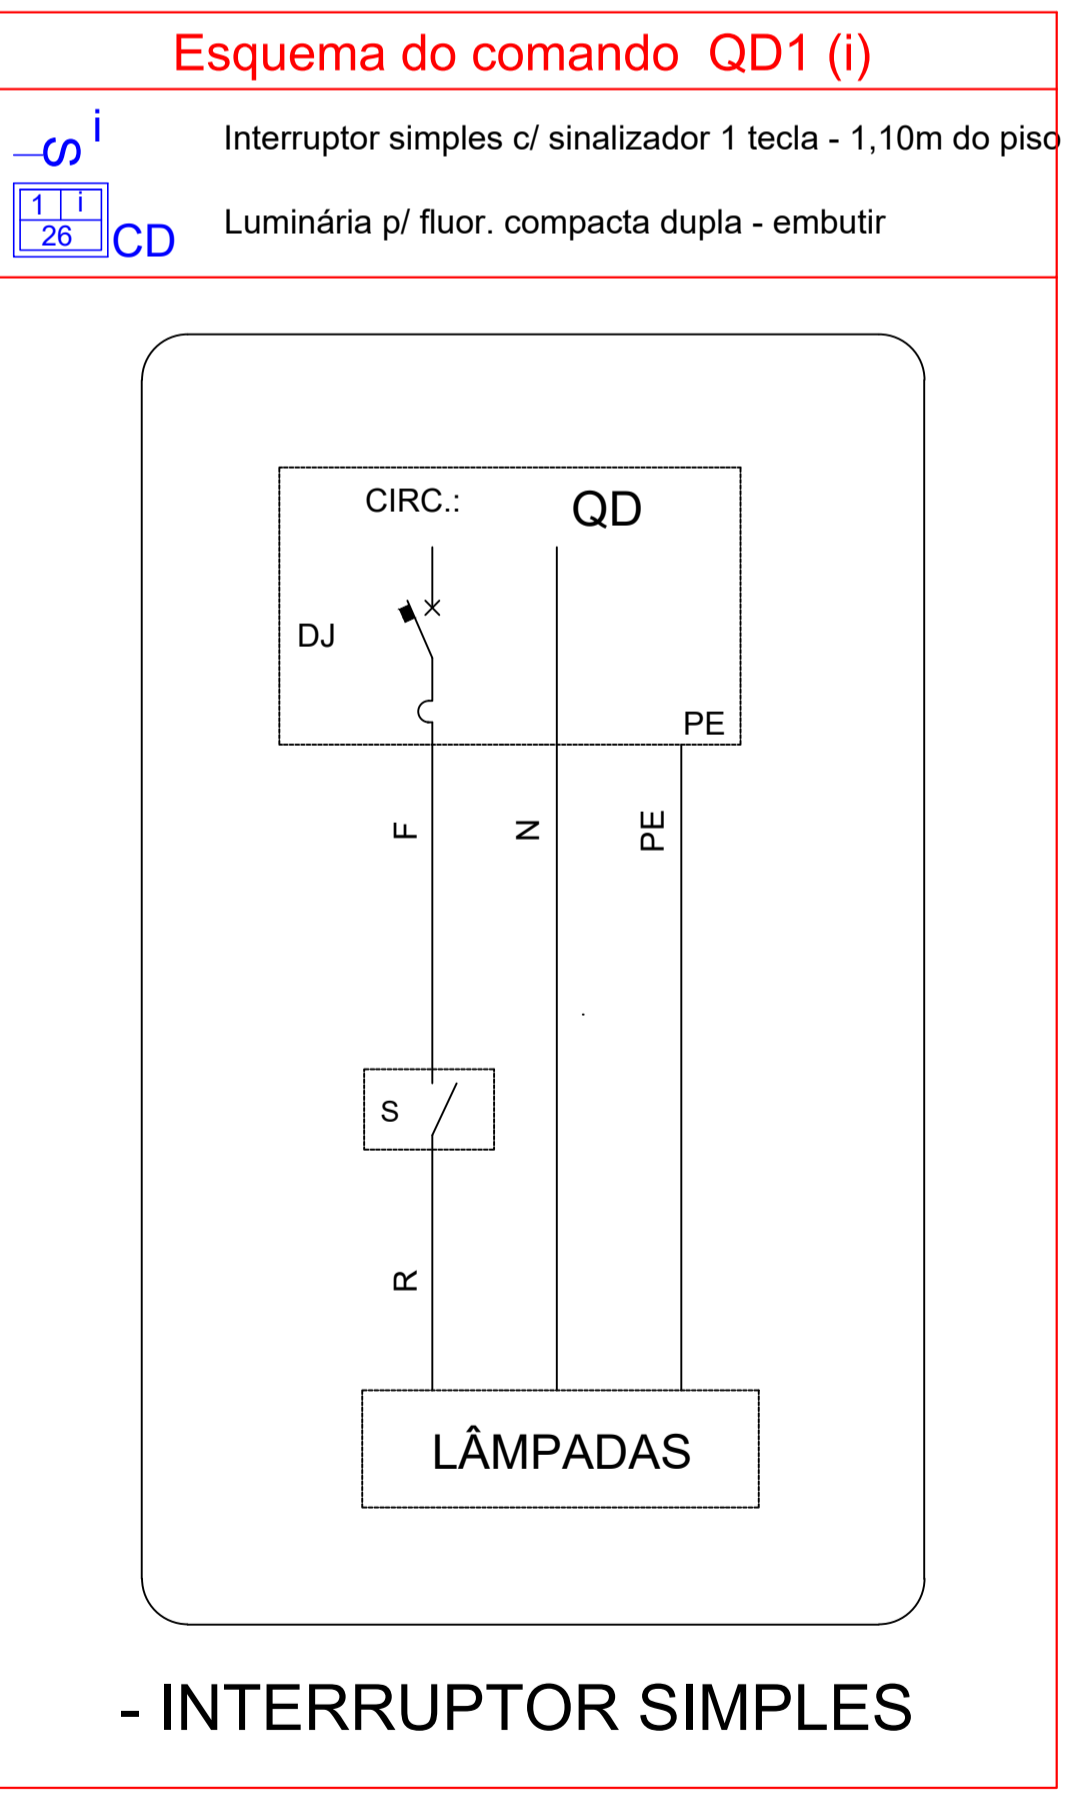 Esquema do comando QD1 (i)
S i
Interruptor simples c/ sinalizador 1 tecla - 1,10m do piso
1 i
26
CD
Luminária p/ fluor. compacta dupla - embutir
CIRC.:
QD
DJ
PE
F
N
PE
S
R
LÂMPADAS
- INTERRUPTOR SIMPLES